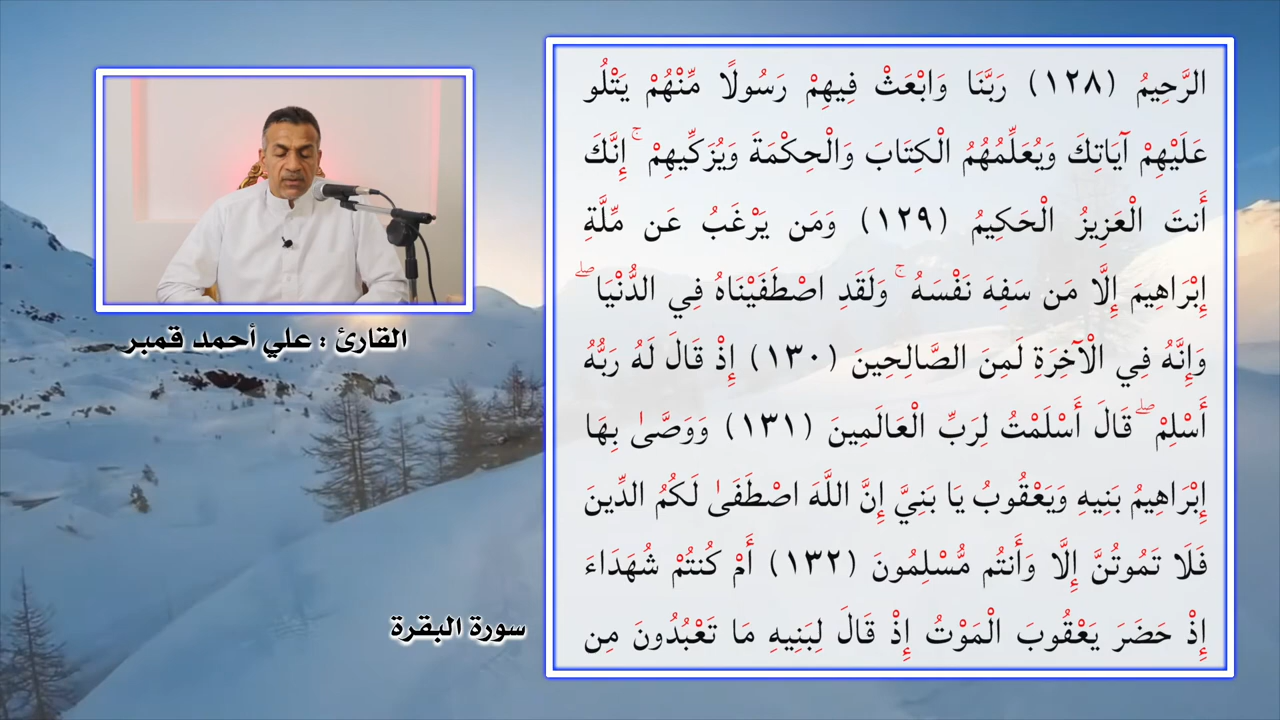 الرَّحِيمُ (١٢٨) رَبَّنَا وَابْعَثْ فِيهِمْ رَسُولًا مِّنْهُمْ يَتْلُو
عَلَيْهِمْ آيَاتِكَ وَيُعَلِّمُهُمُ الْكِتَابَ وَالْحِكْمَةَ وَيُزَكِّيهِمْ ۚ إِنَّكَ
أَنتَ الْعَزِيزُ الْحَكِيمُ (١٢٩) وَمَن يَرْغَبُ عَن مِّلَّةِ
إِبْرَاهِيمَ إِلَّا مَن سَفِهَ نَفْسَهُ ۚ وَلَقَدِ اصْطَفَيْنَاهُ فِي الدُّنْيَا ۖ
وَإِنَّهُ فِي الْآخِرَةِ لَمِنَ الصَّالِحِينَ (١٣٠) إِذْ قَالَ لَهُ رَبُّهُ
أَسْلِمْ ۖ قَالَ أَسْلَمْتُ لِرَبِّ الْعَالَمِينَ (١٣١) وَوَصَّىٰ بِهَا
إِبْرَاهِيمُ بَنِيهِ وَيَعْقُوبُ يَا بَنِيَّ إِنَّ اللَّهَ اصْطَفَىٰ لَكُمُ الدِّينَ
فَلَا تَمُوتُنَّ إِلَّا وَأَنتُم مُّسْلِمُونَ (١٣٢) أَمْ كُنتُمْ شُهَدَاءَ
إِذْ حَضَرَ يَعْقُوبَ الْمَوْتُ إِذْ قَالَ لِبَنِيهِ مَا تَعْبُدُونَ مِن
القارئ : علي أحمد قمبر
سورة البقرة